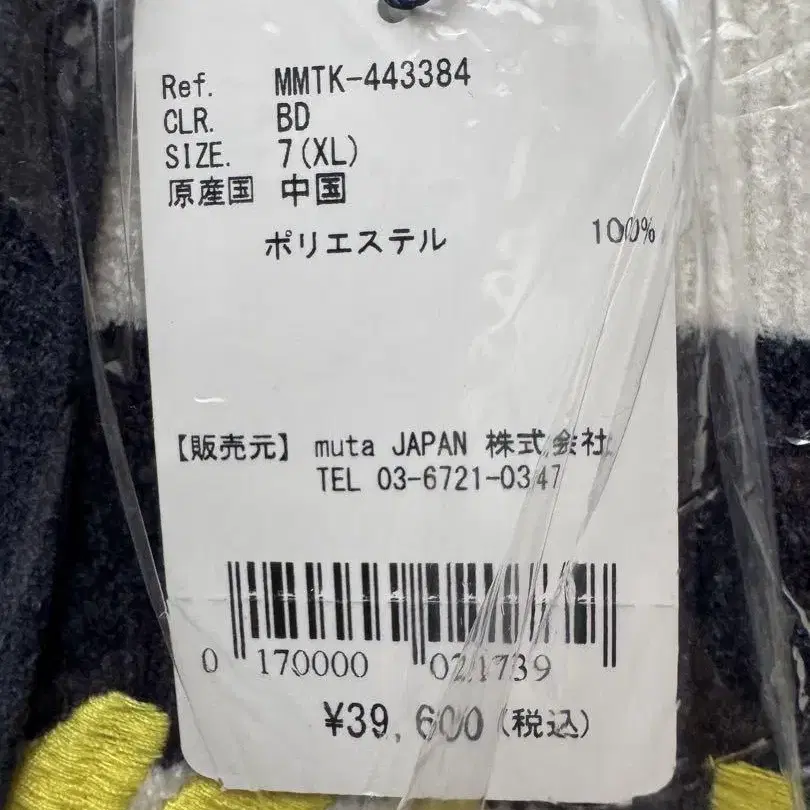 Ref. MMTK-443384
CLR. BD
SIZE. 7(XL)
原産国 中国
ポリエステル 100%
【販売元】 muta JAPAN 株式会社
TEL 03-6721-0347
0 170000 021739
¥39,600(税込)